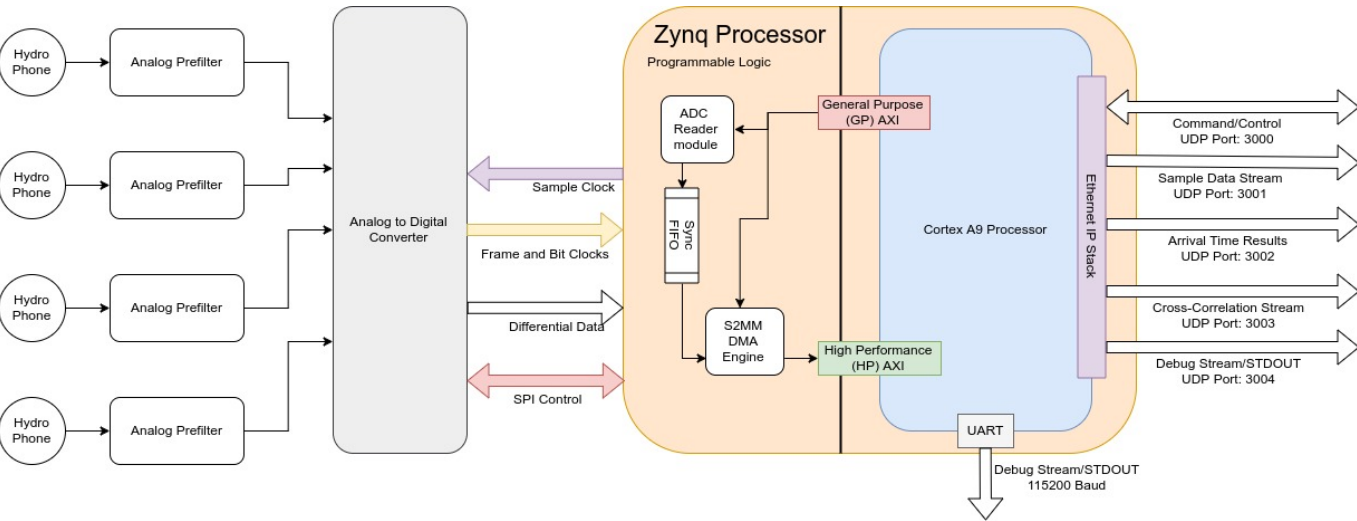 Hydro
Phone
Analog Prefilter
Hydro
Phone
Analog Prefilter
Hydro
Phone
Analog Prefilter
Hydro
Phone
Analog Prefilter
Analog to Digital
Converter
Sample Clock
Frame and Bit Clocks
Differential Data
SPI Control
Zynq Processor
Programmable Logic
ADC
Reader
module
Sync
FIFO
S2MM
DMA
Engine
General Purpose
(GP) AXI
High Performance
(HP) AXI
Cortex A9 Processor
Ethernet IP Stack
UART
Debug Stream/STDOUT
115200 Baud
Command/Control
UDP Port: 3000
Sample Data Stream
UDP Port: 3001
Arrival Time Results
UDP Port: 3002
Cross-Correlation Stream
UDP Port: 3003
Debug Stream/STDOUT
UDP Port: 3004